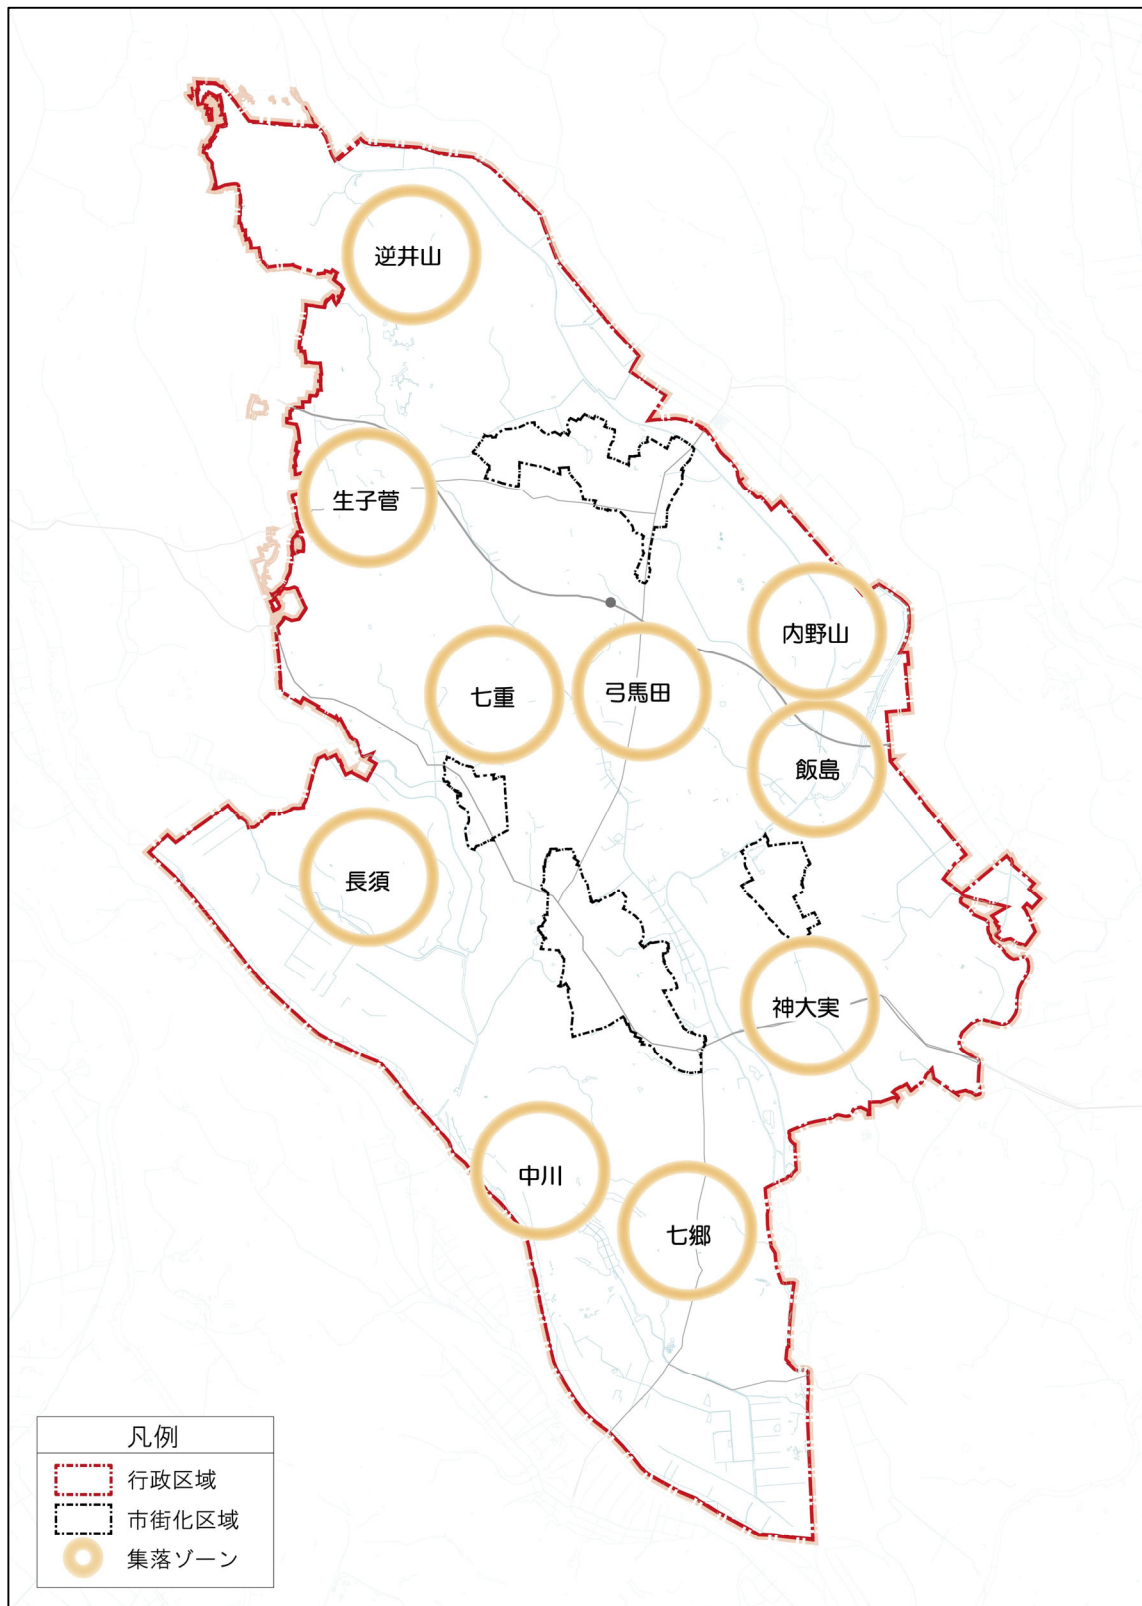 逆井山
生子菅
内野山
七重
弓馬田
飯島
長須
神大実
中川
七郷
凡例
行政区域
市街化区域
集落ゾーン